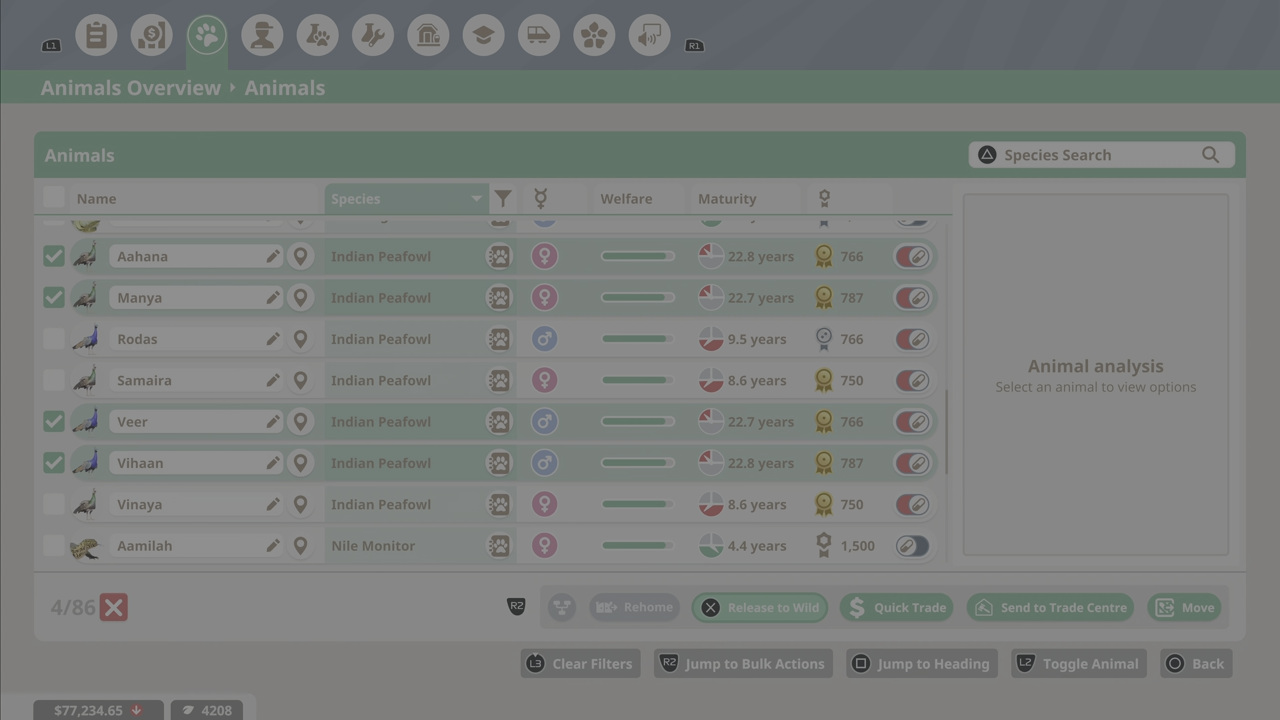 L1
R1
Animals Overview ▸ Animals
Animals
Species Search
Name Species Welfare Maturity
Aahana Indian Peafowl 22.8 years 766
Manya Indian Peafowl 22.7 years 787
Rodas Indian Peafowl 9.5 years 766
Samaira Indian Peafowl 8.6 years 750
Veer Indian Peafowl 22.7 years 766
Vihaan Indian Peafowl 22.8 years 787
Vinaya Indian Peafowl 8.6 years 750
Aamilah Nile Monitor 4.4 years 1,500
Animal analysis
Select an animal to view options
4/86
R2 Rehome Release to Wild Quick Trade Send to Trade Centre Move
L3 Clear Filters R2 Jump to Bulk Actions Jump to Heading L2 Toggle Animal Back
$77,234.65 4208